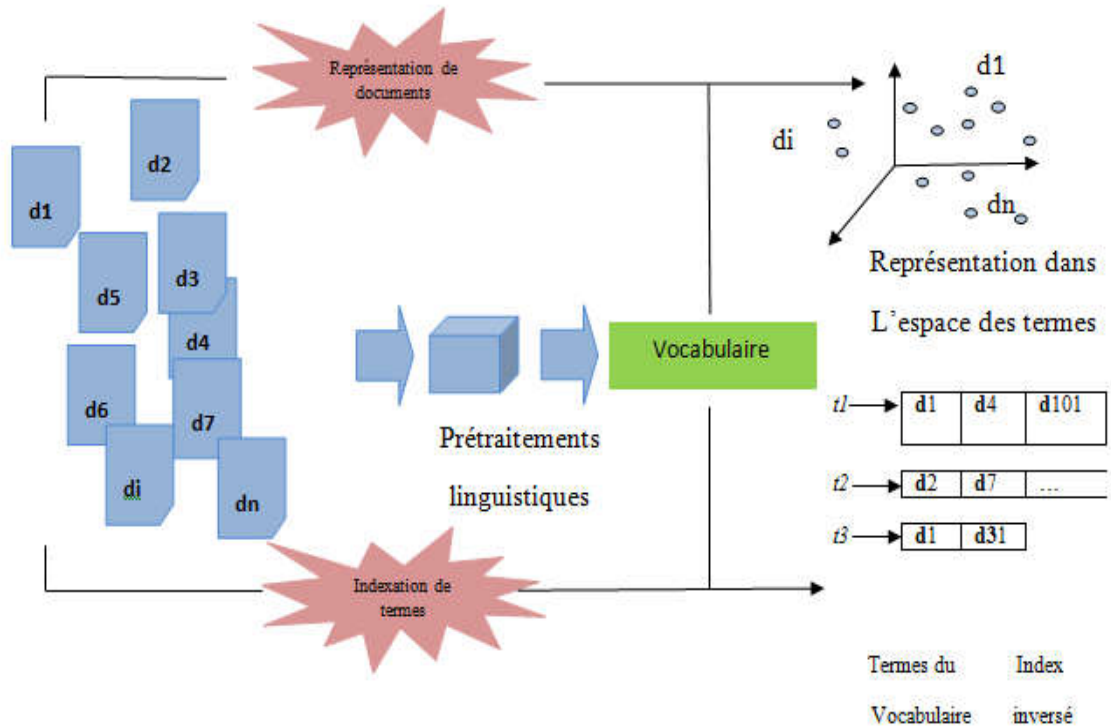 Représentation de
documents
d1
di
dn
Représentation dans
L'espace des termes
d2
d1
d3
d5
d4
d6
d7
di
dn
Vocabulaire
Prétraitements
linguistiques
t1 d1 d4 d101
t2 d2 d7 ...
t3 d1 d31
Indexation de
termes
Termes du Index
Vocabulaire inversé